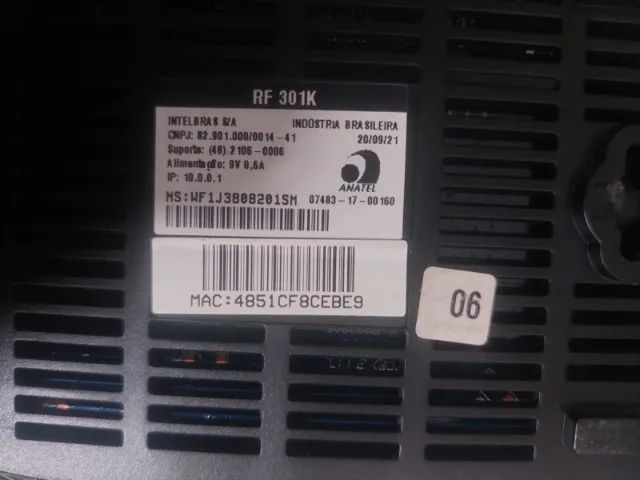 RF 301K
INTELBRAS S/A INDÚSTRIA BRASILEIRA
CNPJ: 82.901.000/0014-41 20/09/21
Suporte: (48) 2106-0006
Alimentação: 9V 0,6A
IP: 10.0.0.1
ANATEL
NS:WF1J3808201SM 07483-17-00160
MAC:4851CF8CEBE9
06